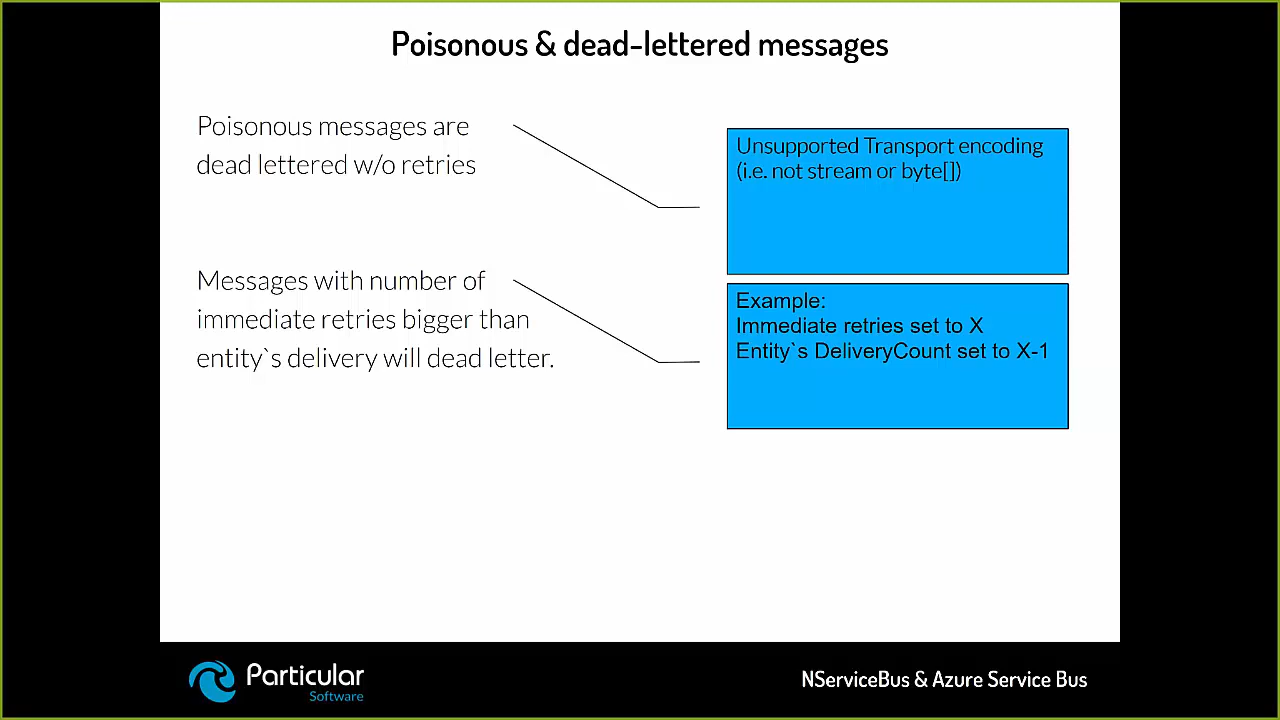 Poisonous & dead-lettered messages
Poisonous messages are
dead lettered w/o retries
Unsupported Transport encoding
(i.e. not stream or byte[])
Messages with number of
immediate retries bigger than
entity`s delivery will dead letter.
Example:
Immediate retries set to X
Entity`s DeliveryCount set to X-1
Particular
Software
NServiceBus & Azure Service Bus